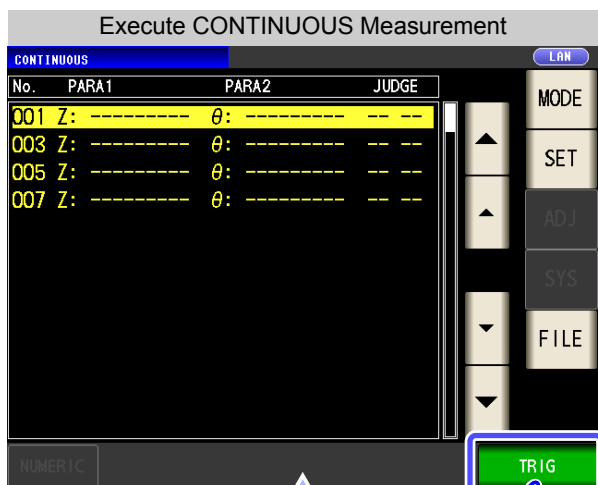 Execute CONTINUOUS Measurement
CONTINUOUS LAN
No. PARA1 PARA2 JUDGE
001 Z: --------- θ: --------- -- --
003 Z: --------- θ: --------- -- --
005 Z: --------- θ: --------- -- --
007 Z: --------- θ: --------- -- --
MODE
SET
ADJ
SYS
FILE
NUMERIC
TRIG